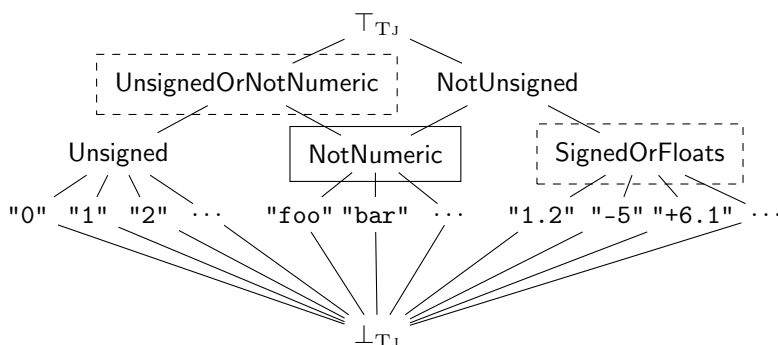 ⊤TJ
UnsignedOrNotNumeric NotUnsigned
Unsigned NotNumeric SignedOrFloats
"0" "1" "2" ··· "foo" "bar" ··· "1.2" "-5" "+6.1" ···
⊥TJ